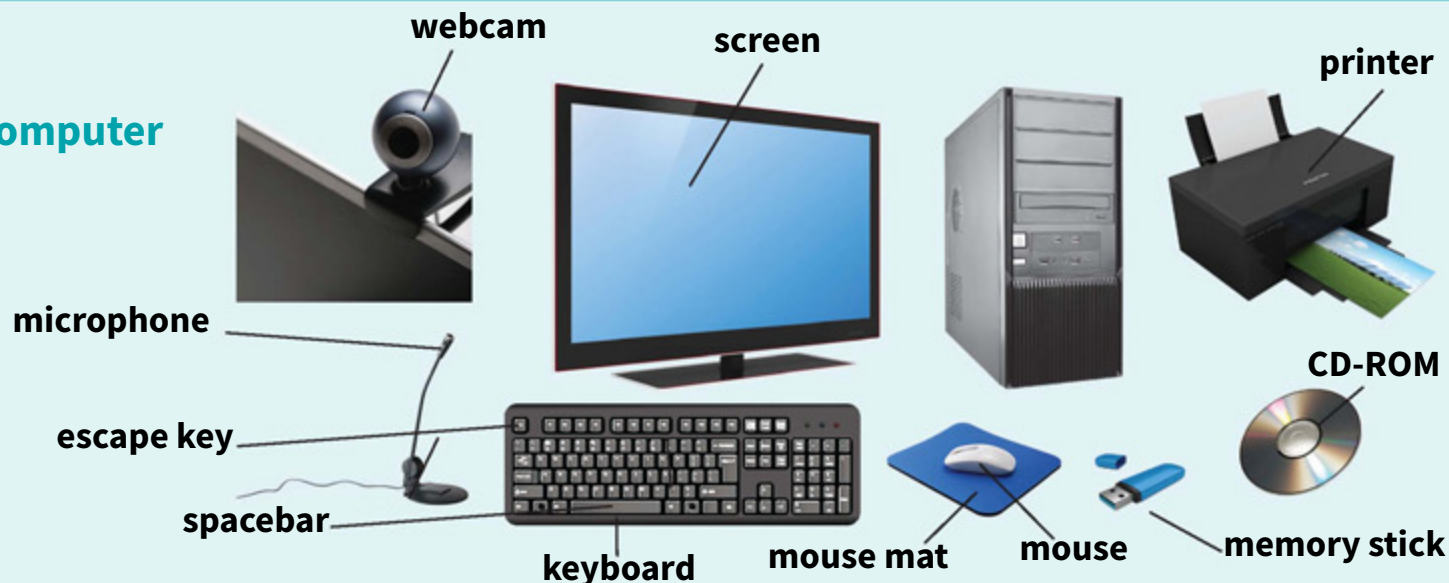 webcam
screen
printer
omputer
microphone
CD-ROM
escape key
spacebar
keyboard
mouse mat
mouse
memory stick